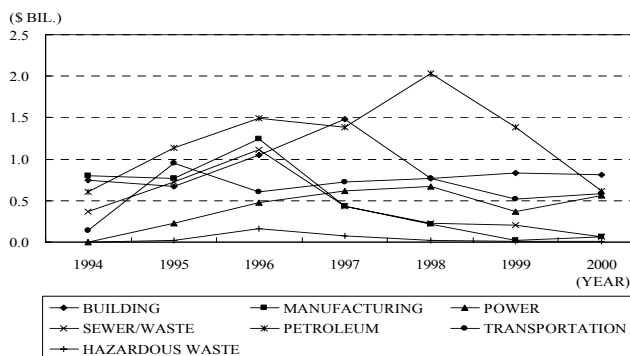 ($ BIL.)
2.5
2.0
1.5
1.0
0.5
0.0
1994 1995 1996 1997 1998 1999 2000
(YEAR)
BUILDING MANUFACTURING POWER
SEWER/WASTE PETROLEUM TRANSPORTATION
HAZARDOUS WASTE